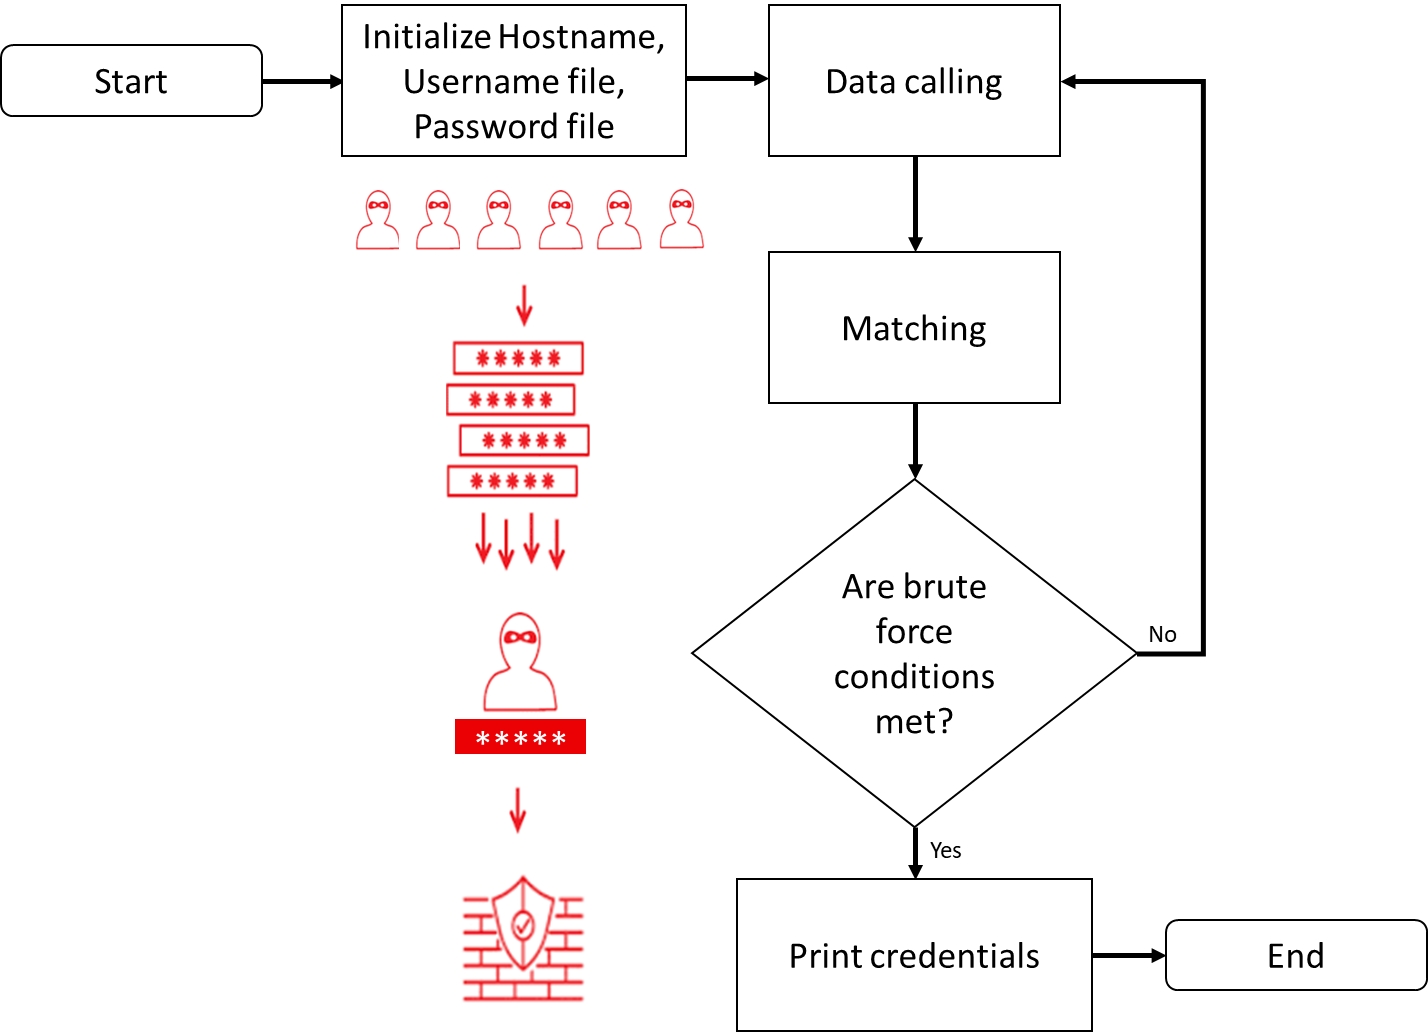 Start
Initialize Hostname,
Username file,
Password file
Data calling
Matching
*****
*****
*****
*****
Are brute
force
conditions
met?
No
*****
Yes
Print credentials
End